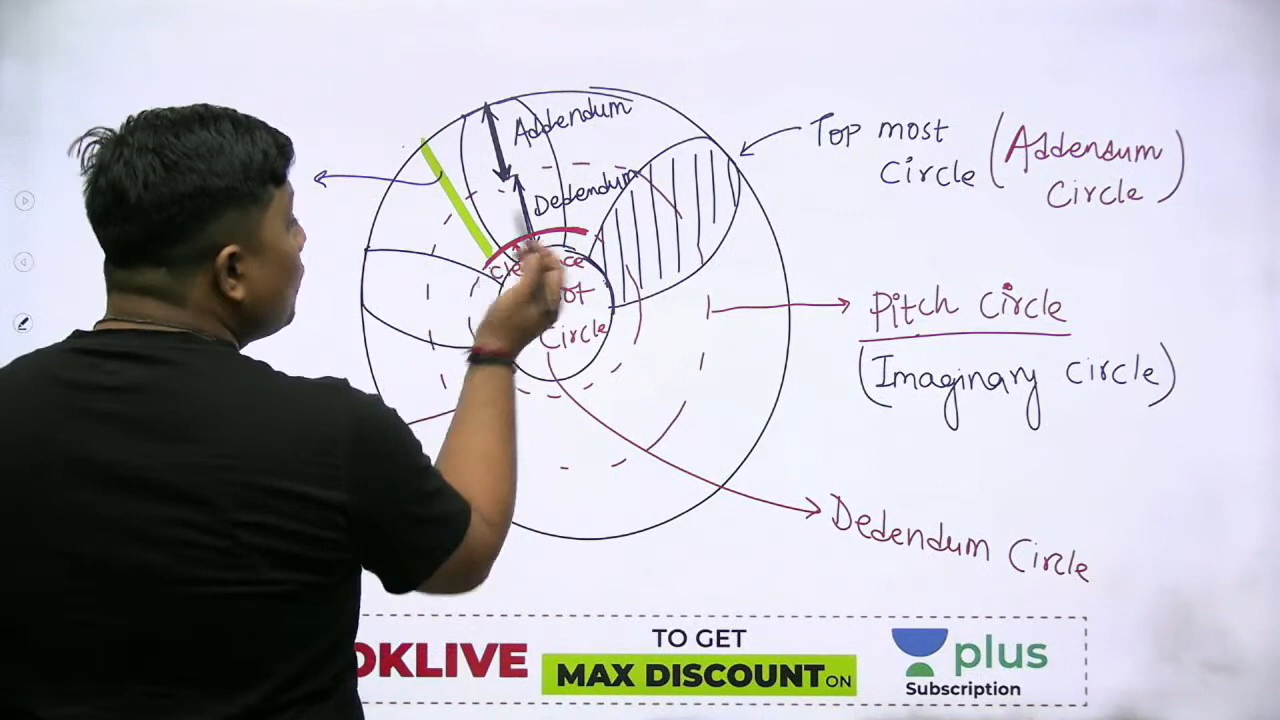 Addendum
Dedendum
Top most
Circle
(Addendum
Circle)
Circle
Pitch Circle
(Imaginary Circle)
Dedendum Circle
OKLIVE
TO GET
MAX DISCOUNT ON
plus
Subscription